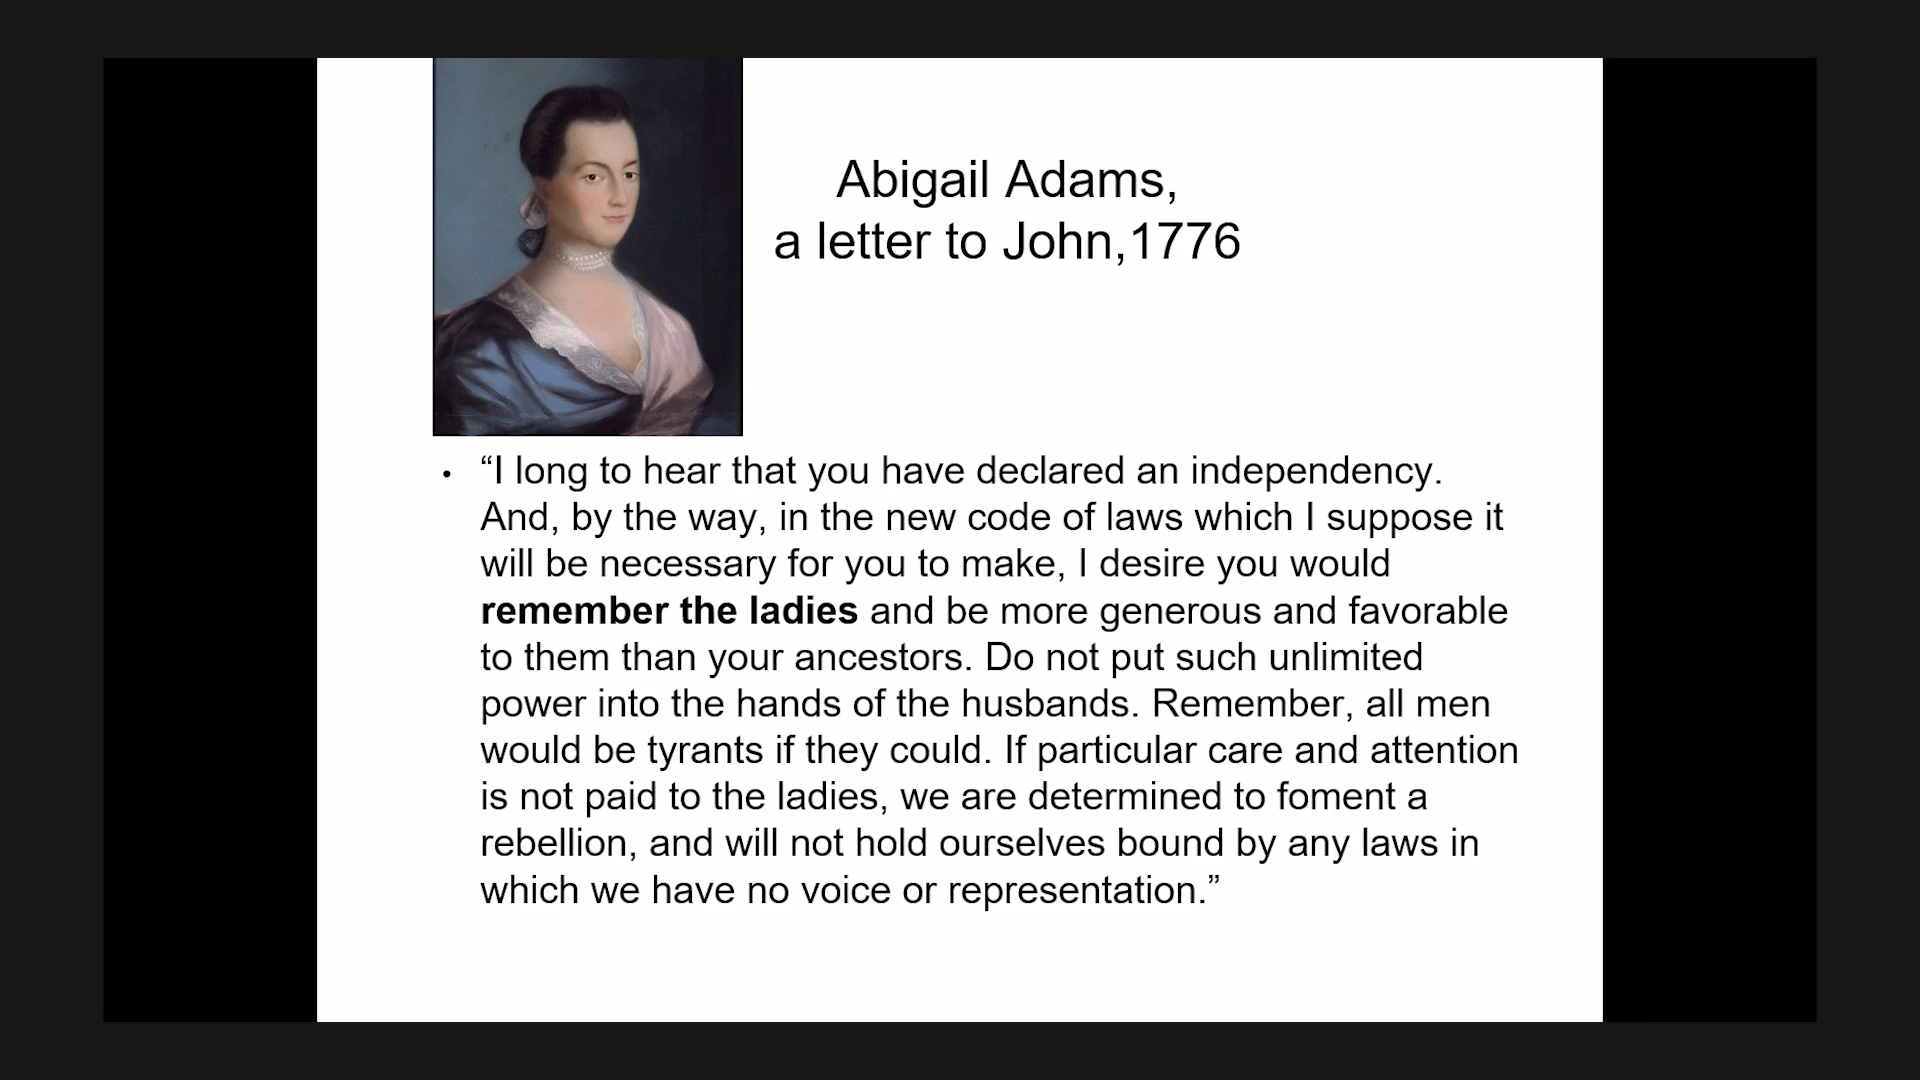 Abigail Adams,
a letter to John,1776
• “I long to hear that you have declared an independency.
And, by the way, in the new code of laws which I suppose it
will be necessary for you to make, I desire you would
remember the ladies and be more generous and favorable
to them than your ancestors. Do not put such unlimited
power into the hands of the husbands. Remember, all men
would be tyrants if they could. If particular care and attention
is not paid to the ladies, we are determined to foment a
rebellion, and will not hold ourselves bound by any laws in
which we have no voice or representation.”